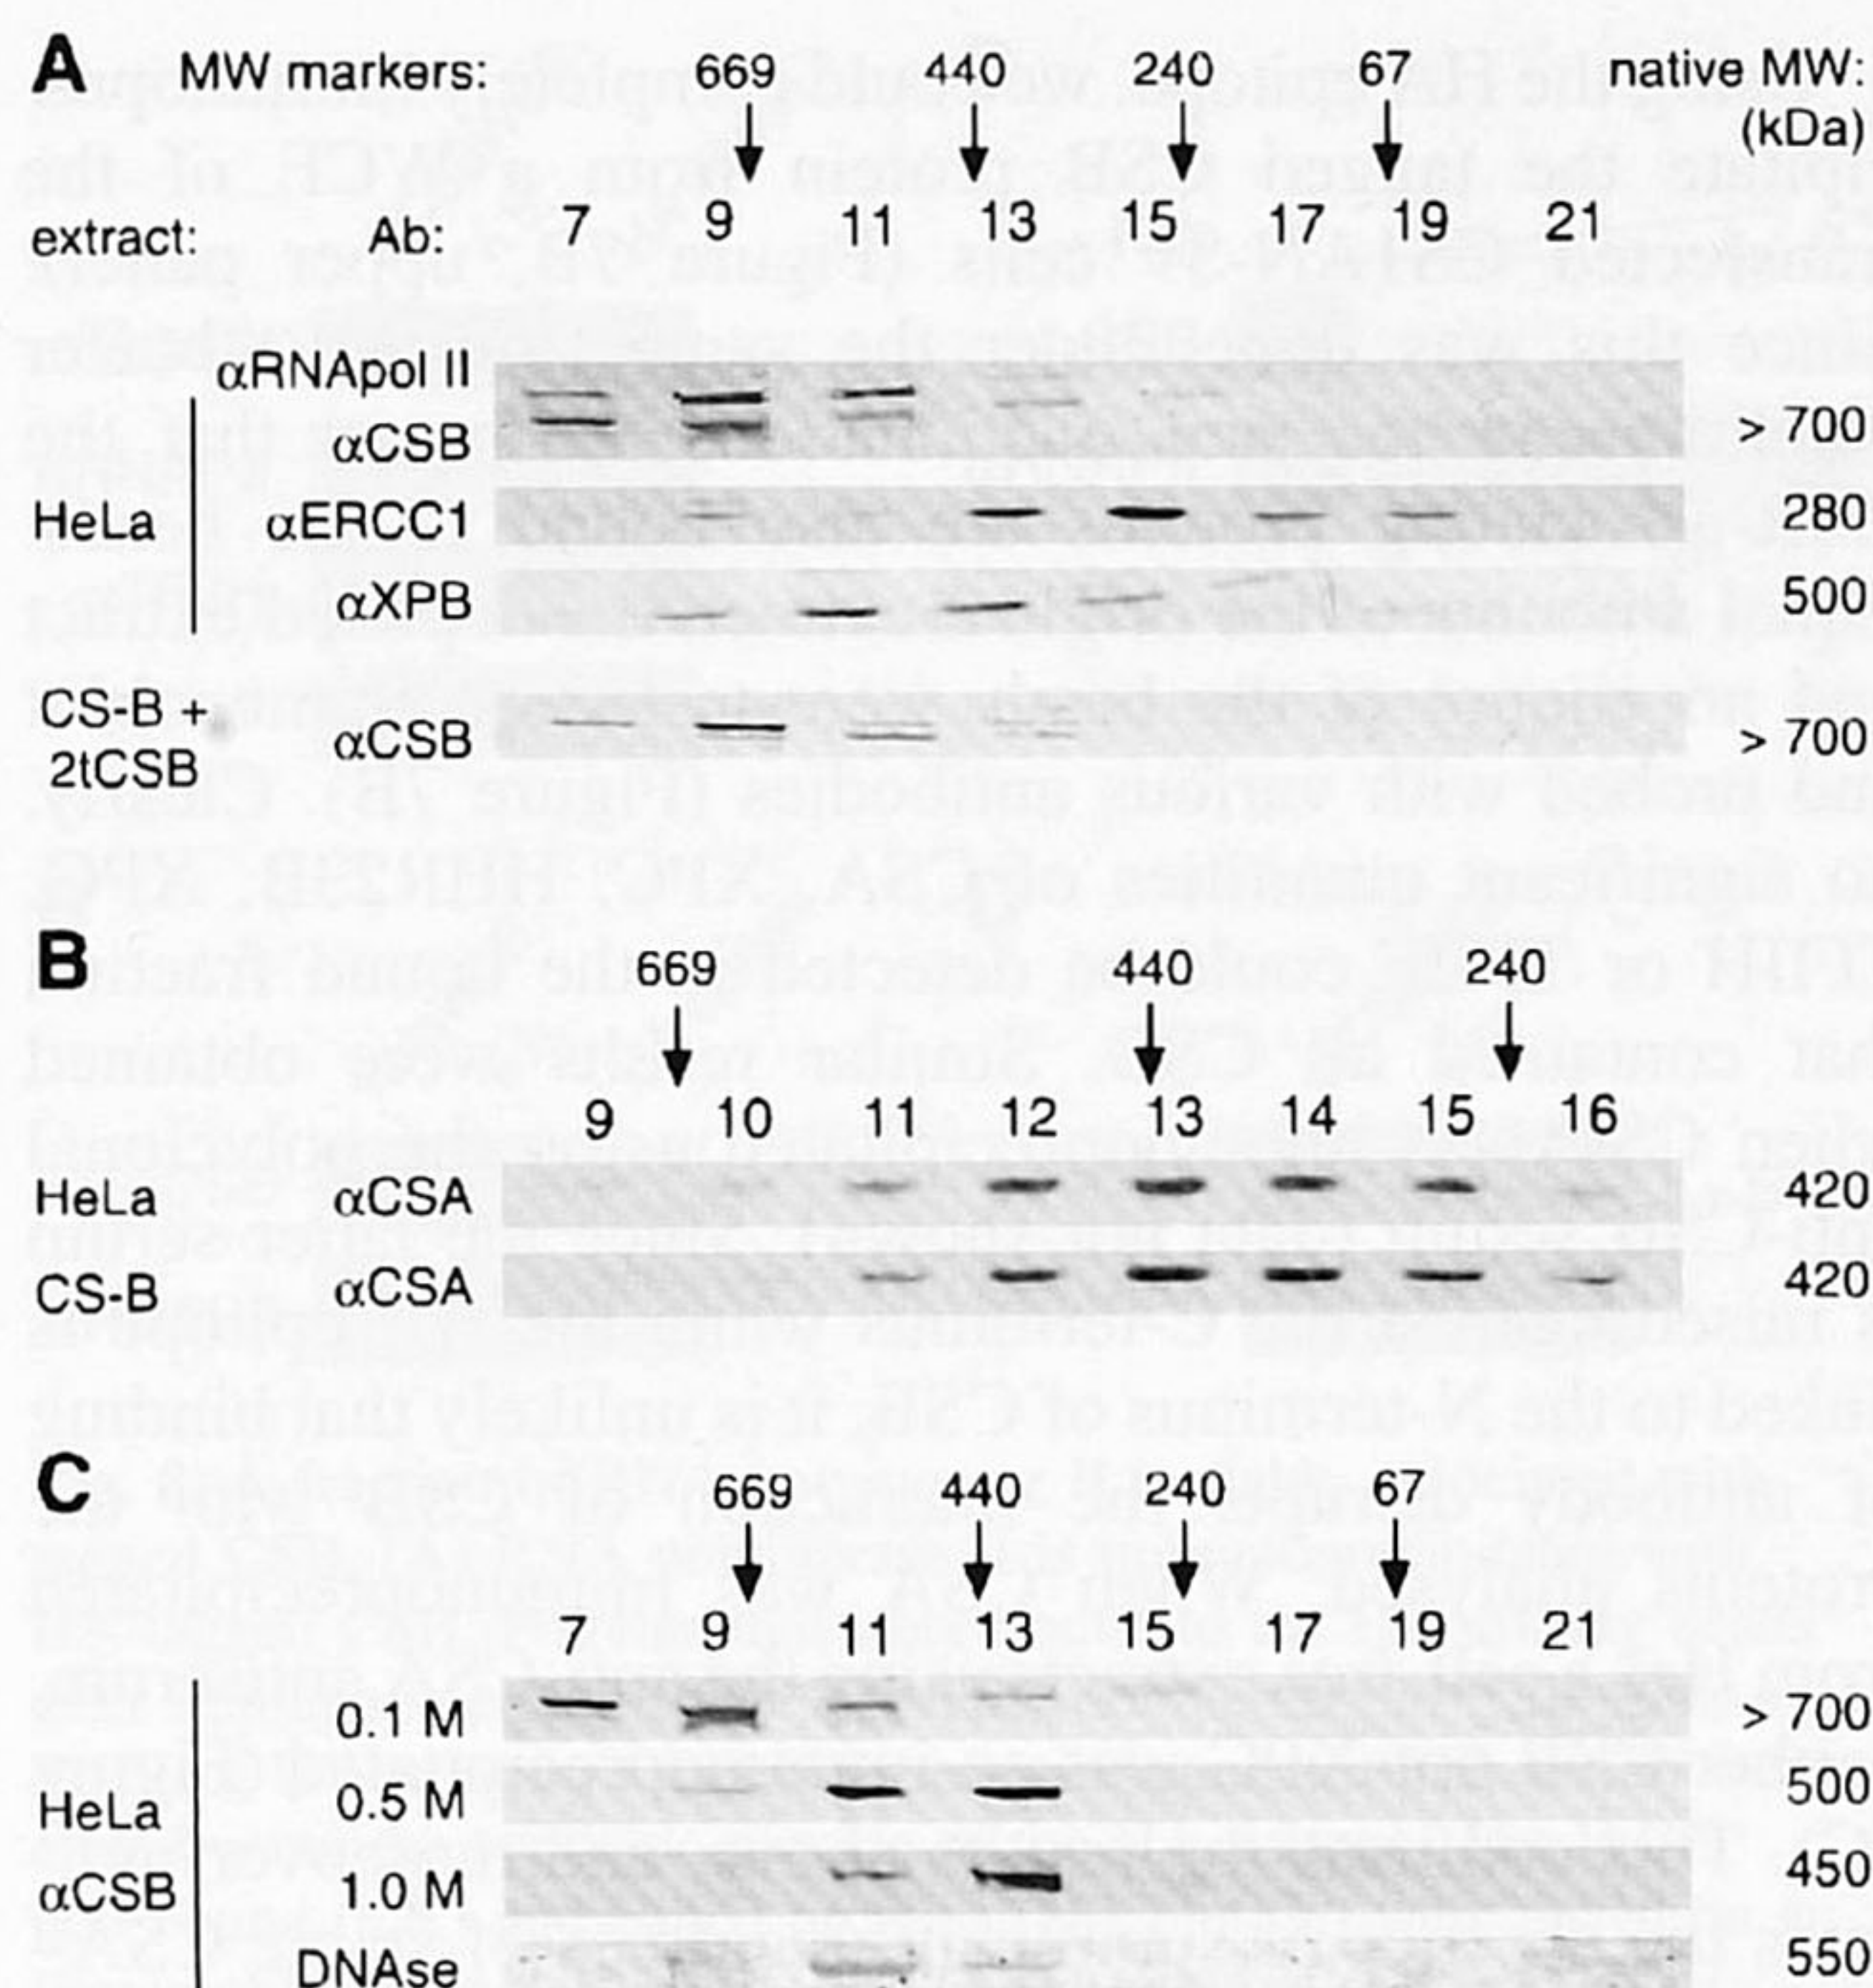 A MW markers: 669 440 240 67 native MW:
(kDa)
extract: Ab: 7 9 11 13 15 17 19 21
αRNApol II
αCSB > 700
HeLa αERCC1 280
αXPB 500
CS-B +
2tCSB αCSB > 700
B 669 440 240
9 10 11 12 13 14 15 16
HeLa αCSA 420
CS-B αCSA 420
C 669 440 240 67
7 9 11 13 15 17 19 21
0.1 M > 700
HeLa 0.5 M 500
αCSB 1.0 M 450
DNAse 550